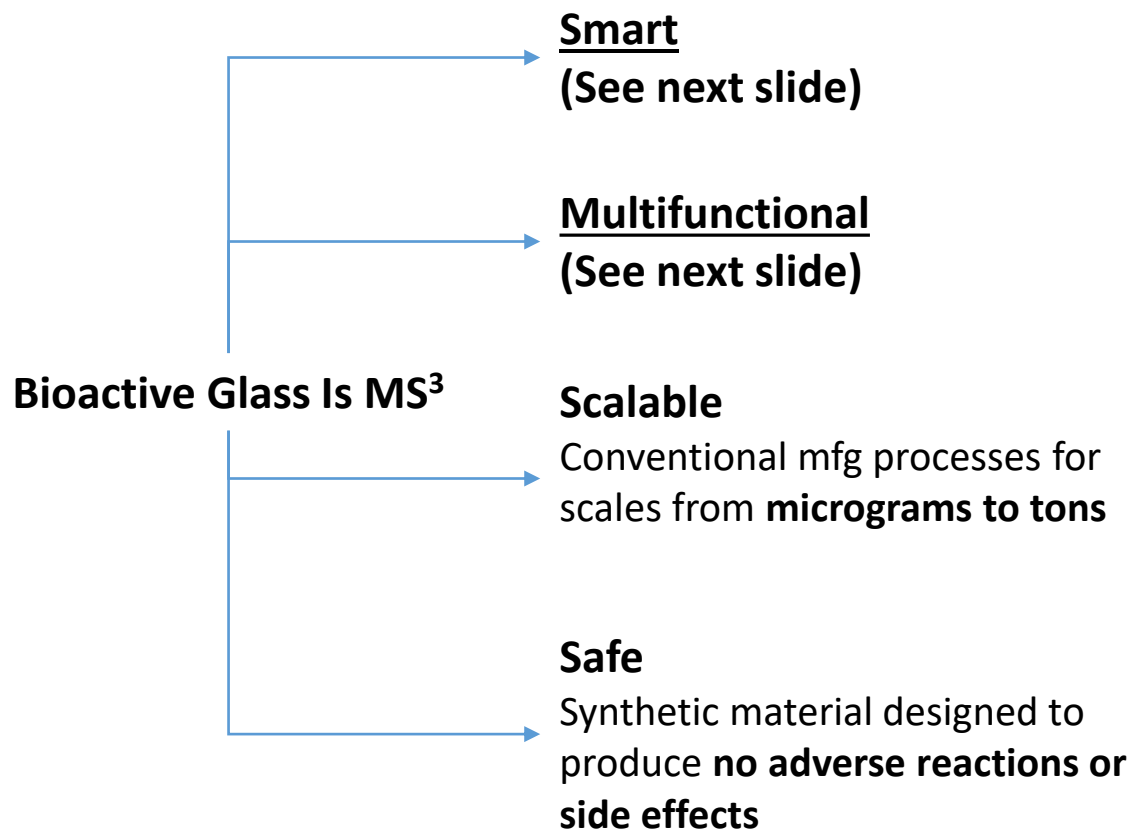 Smart
(See next slide)
Multifunctional
(See next slide)
Bioactive Glass Is MS³
Scalable
Conventional mfg processes for
scales from micrograms to tons
Safe
Synthetic material designed to
produce no adverse reactions or
side effects